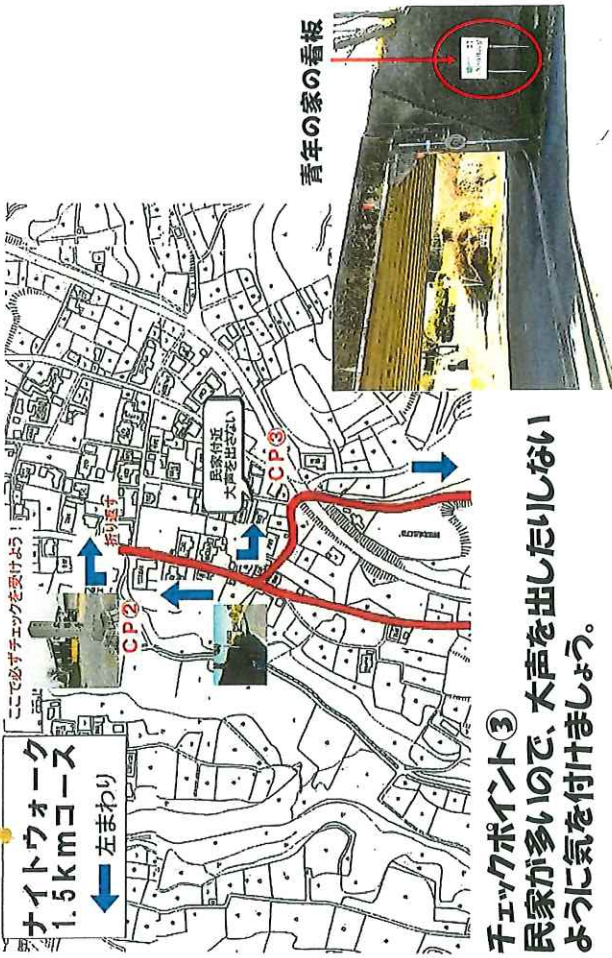 ナイトウォーク
1.5kmコース
左まわり
ここで必ずチェックを受けよう
折り返す
CP②
民家付近
大声を出さない
CP③
青年の家の看板
チェックポイント③
民家が多いので、大声を出したりしない
ように気を付けましょう。